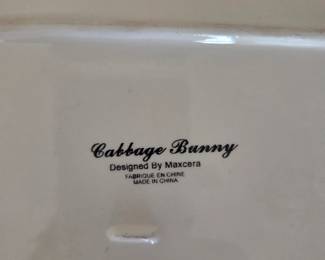 Cabbage Bunny
Designed By Maxcera
FABRIQUE EN CHINE
MADE IN CHINA